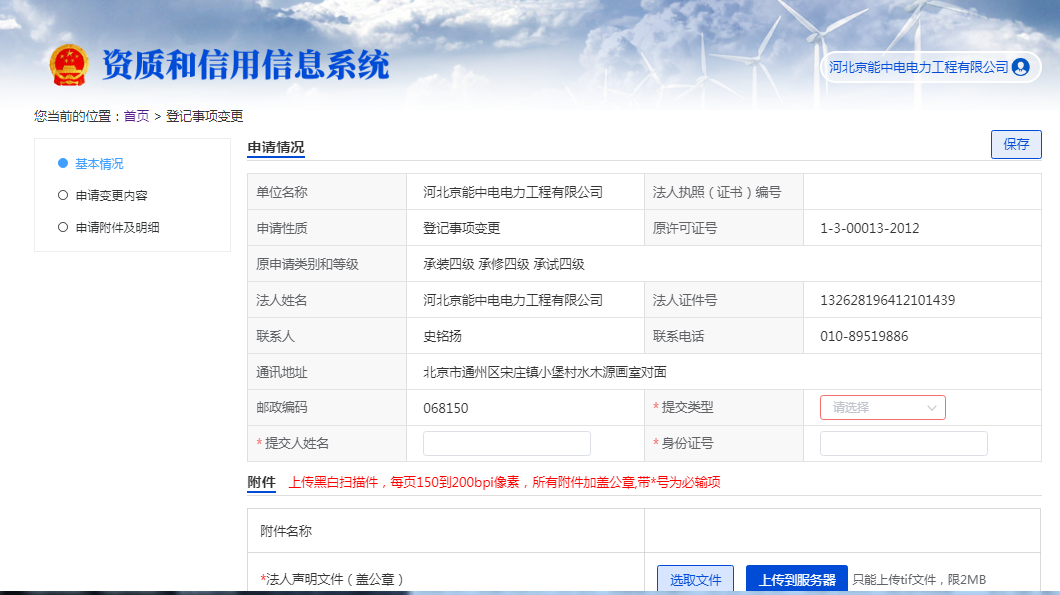 资质和信用信息系统
河北京能中电电力工程有限公司
您当前的位置：首页 > 登记事项变更
基本情况
申请变更内容
申请附件及明细
申请情况
保存
单位名称 河北京能中电电力工程有限公司 法人执照（证书）编号
申请性质 登记事项变更 原许可证号 1-3-00013-2012
原申请类别和等级 承装四级 承修四级 承试四级
法人姓名 河北京能中电电力工程有限公司 法人证件号 132628196412101439
联系人 史铭扬 联系电话 010-89519886
通讯地址 北京市通州区宋庄镇小堡村水木源画室对面
邮政编码 068150 *提交类型 请选择
*提交人姓名 *身份证号
附件 上传黑白扫描件，每页150到200bpi像素，所有附件加盖公章,带*号为必输项
附件名称
*法人声明文件（盖公章） 选取文件 上传到服务器 只能上传tif文件，限2MB